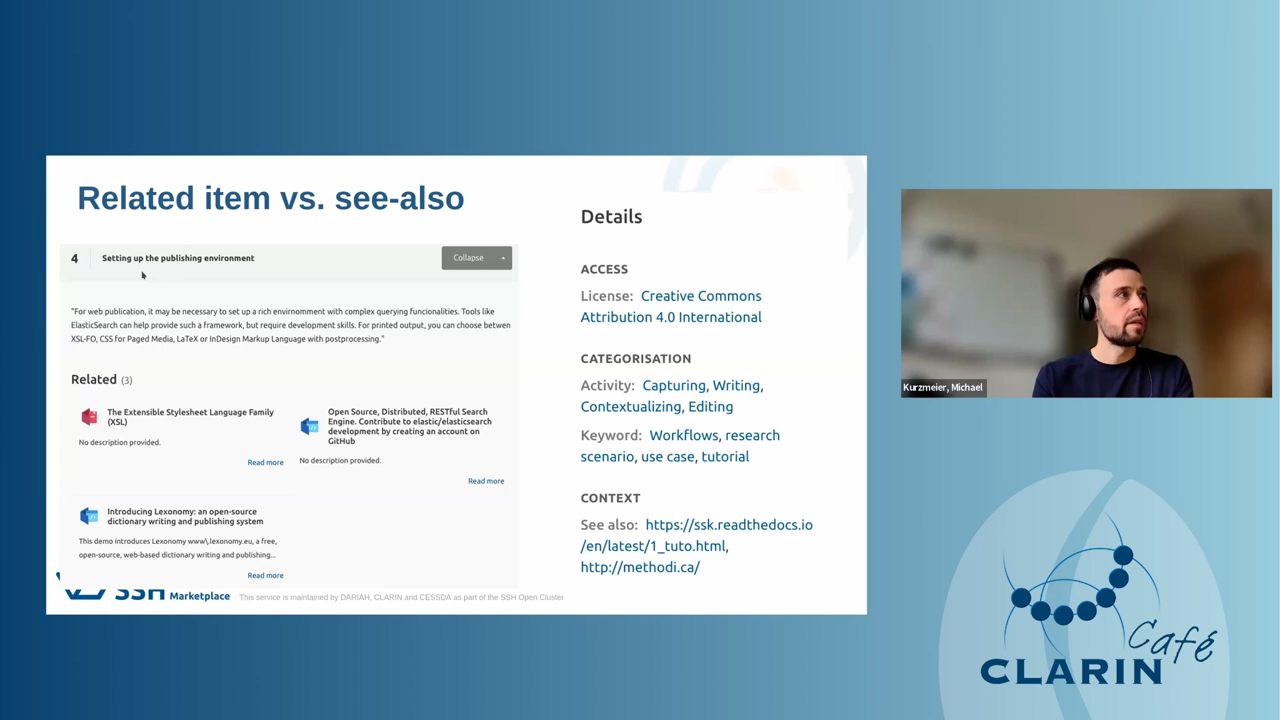 Related item vs. see-also
4
Setting up the publishing environment
Collapse
"For web publication, it may be necessary to set up a rich envirnomment with complex querying funcionalities. Tools like
ElasticSearch can help provide such a framework, but require development skills. For printed output, you can choose betwen
XSL-FO, CSS for Paged Media, LaTeX or InDesign Markup Language with postprocessing."
Related (3)
The Extensible Stylesheet Language Family
(XSL)
No description provided.
Read more
Open Source, Distributed, RESTful Search
Engine. Contribute to elastic/elasticsearch
development by creating an account on
GitHub
No description provided.
Read more
Introducing Lexonomy: an open-source
dictionary writing and publishing system
This demo introduces Lexonomy www\.lexonomy.eu, a free,
open-source, web-based dictionary writing and publishing...
Read more
SSH Marketplace
This service is maintained by DARIAH, CLARIN and CESSDA as part of the SSH Open Cluster
Details
ACCESS
License: Creative Commons
Attribution 4.0 International
CATEGORISATION
Activity: Capturing, Writing,
Contextualizing, Editing
Keyword: Workflows, research
scenario, use case, tutorial
CONTEXT
See also: https://ssk.readthedocs.io
/en/latest/1_tuto.html,
http://methodi.ca/
Kurzmeier, Michael
Café
CLARIN